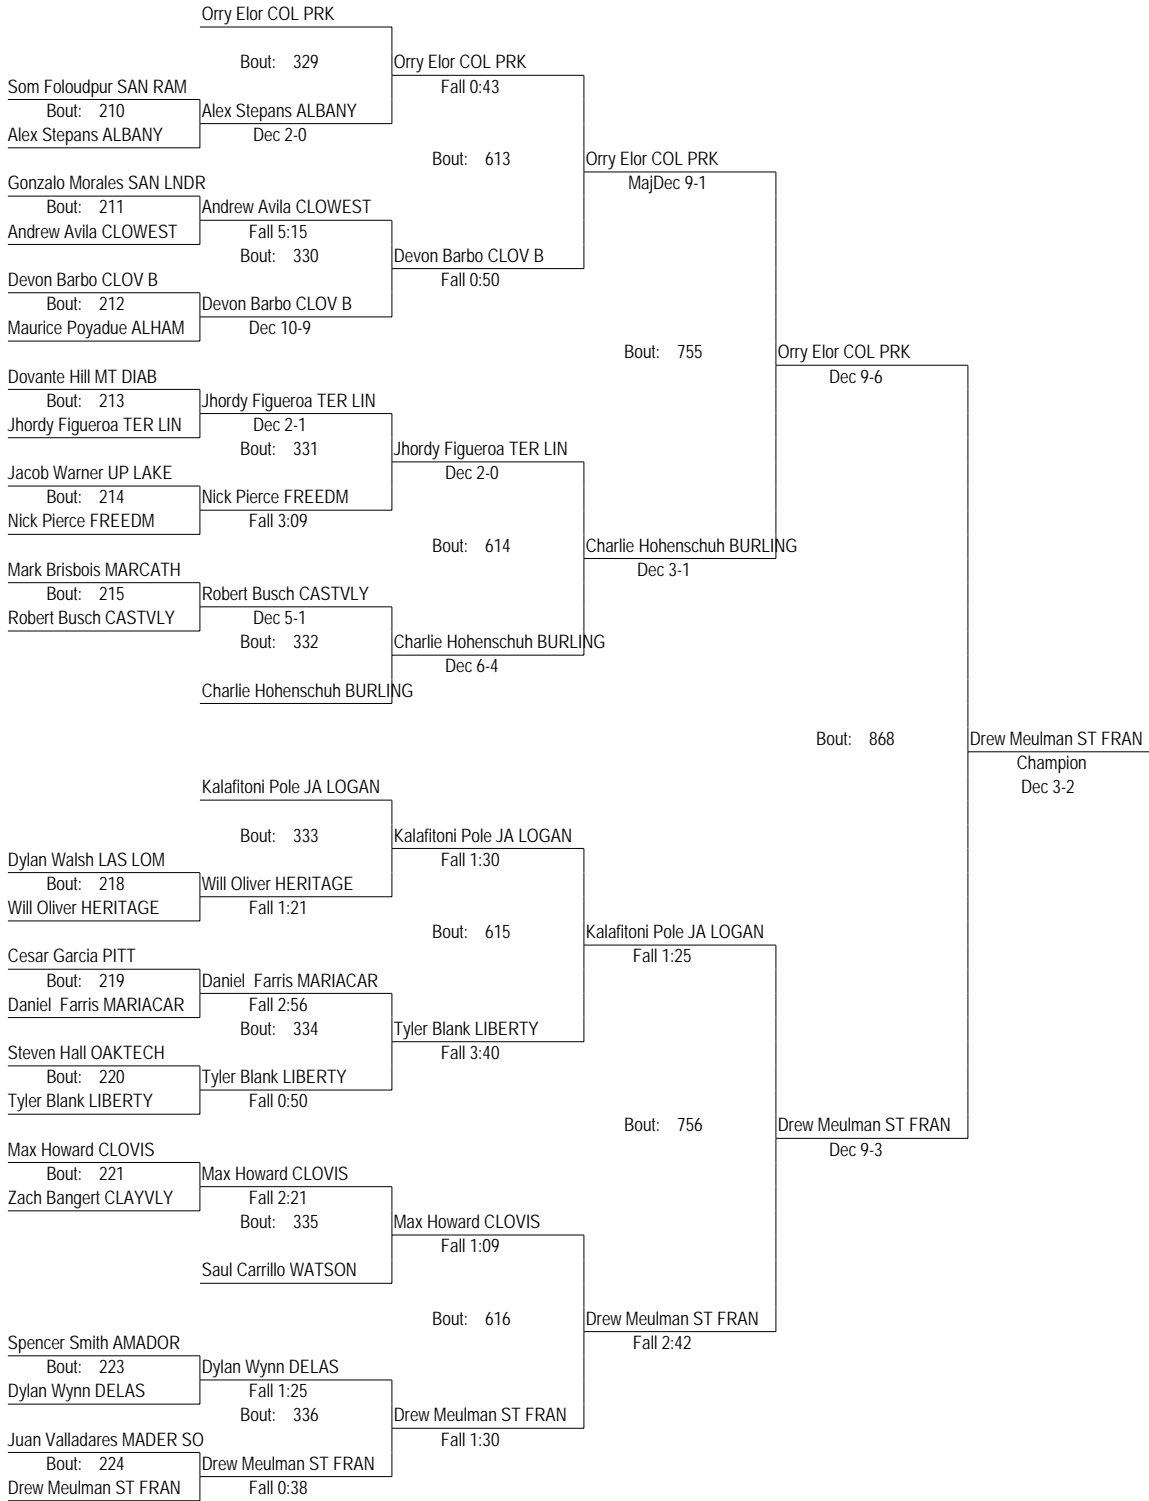 Orry Elor COL PRK
Bout: 329
Orry Elor COL PRK
Fall 0:43
Som Foloudpur SAN RAM
Bout: 210
Alex Stepans ALBANY
Alex Stepans ALBANY
Dec 2-0
Bout: 613
Orry Elor COL PRK
MajDec 9-1
Gonzalo Morales SAN LNDR
Bout: 211
Andrew Avila CLOWEST
Andrew Avila CLOWEST
Fall 5:15
Bout: 330
Devon Barbo CLOV B
Fall 0:50
Devon Barbo CLOV B
Bout: 212
Devon Barbo CLOV B
Maurice Poyadue ALHAM
Dec 10-9
Bout: 755
Orry Elor COL PRK
Dec 9-6
Dovante Hill MT DIAB
Bout: 213
Jhordy Figueroa TER LIN
Jhordy Figueroa TER LIN
Dec 2-1
Bout: 331
Jhordy Figueroa TER LIN
Dec 2-0
Jacob Warner UP LAKE
Bout: 214
Nick Pierce FREEDM
Nick Pierce FREEDM
Fall 3:09
Bout: 614
Charlie Hohenschuh BURLING
Dec 3-1
Mark Brisbois MARCATH
Bout: 215
Robert Busch CASTVLY
Robert Busch CASTVLY
Dec 5-1
Bout: 332
Charlie Hohenschuh BURLING
Dec 6-4
Charlie Hohenschuh BURLING
Bout: 868
Drew Meulman ST FRAN
Champion
Dec 3-2
Kalafitoni Pole JA LOGAN
Bout: 333
Kalafitoni Pole JA LOGAN
Fall 1:30
Dylan Walsh LAS LOM
Bout: 218
Will Oliver HERITAGE
Will Oliver HERITAGE
Fall 1:21
Bout: 615
Kalafitoni Pole JA LOGAN
Fall 1:25
Cesar Garcia PITT
Bout: 219
Daniel Farris MARIACAR
Daniel Farris MARIACAR
Fall 2:56
Bout: 334
Tyler Blank LIBERTY
Fall 3:40
Steven Hall OAKTECH
Bout: 220
Tyler Blank LIBERTY
Tyler Blank LIBERTY
Fall 0:50
Bout: 756
Drew Meulman ST FRAN
Dec 9-3
Max Howard CLOVIS
Bout: 221
Max Howard CLOVIS
Zach Bangert CLAYVLY
Fall 2:21
Bout: 335
Max Howard CLOVIS
Fall 1:09
Saul Carrillo WATSON
Bout: 616
Drew Meulman ST FRAN
Fall 2:42
Spencer Smith AMADOR
Bout: 223
Dylan Wynn DELAS
Dylan Wynn DELAS
Fall 1:25
Bout: 336
Drew Meulman ST FRAN
Fall 1:30
Juan Valladares MADER SO
Bout: 224
Drew Meulman ST FRAN
Drew Meulman ST FRAN
Fall 0:38